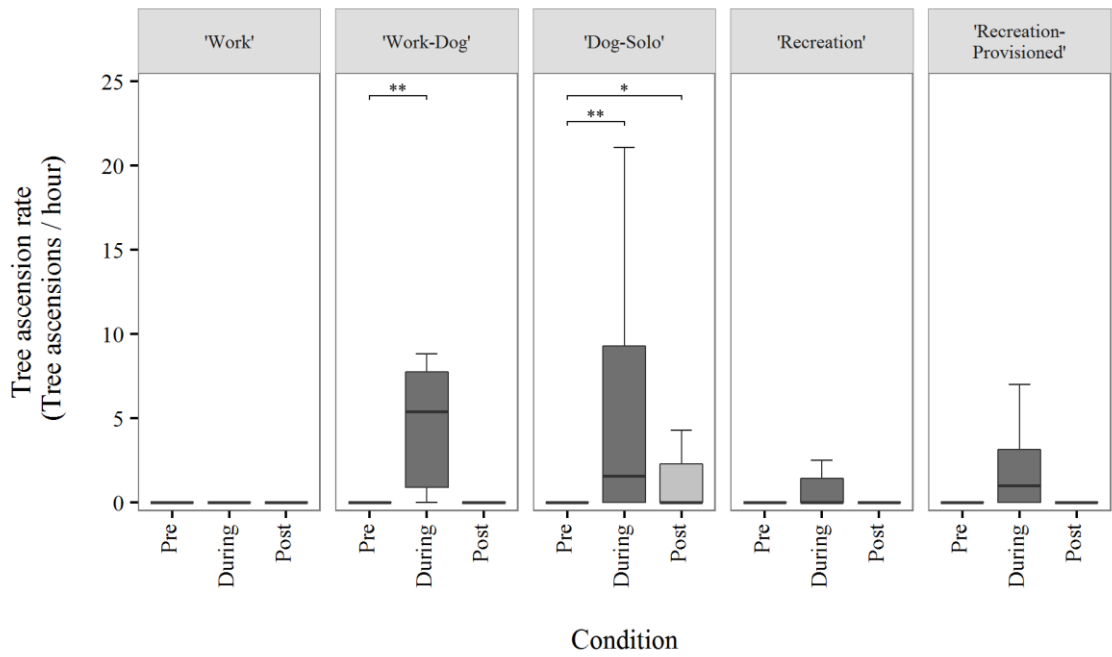 'Work'
'Work-Dog'
'Dog-Solo'
'Recreation'
'Recreation-
Provisioned'
Tree ascension rate
(Tree ascensions / hour)
25
20
15
10
5
0
**
*
**
Pre
During
Post
Pre
During
Post
Pre
During
Post
Pre
During
Post
Pre
During
Post
Condition